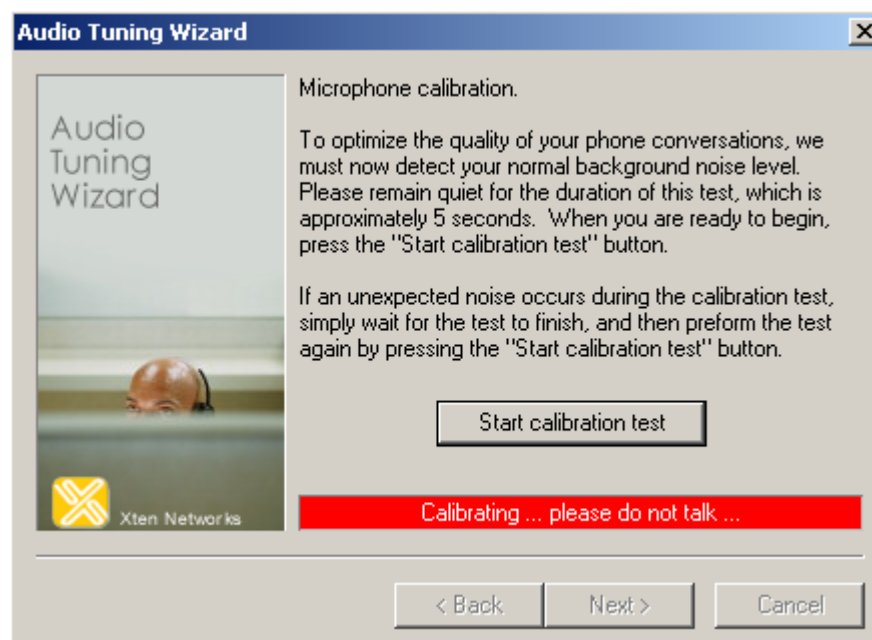 Audio Tuning Wizard
Audio
Tuning
Wizard
Xten Networks
Microphone calibration.
To optimize the quality of your phone conversations, we
must now detect your normal background noise level.
Please remain quiet for the duration of this test, which is
approximately 5 seconds.  When you are ready to begin,
press the "Start calibration test" button.
If an unexpected noise occurs during the calibration test,
simply wait for the test to finish, and then preform the test
again by pressing the "Start calibration test" button.
Start calibration test
Calibrating ... please do not talk ...
< Back
Next >
Cancel